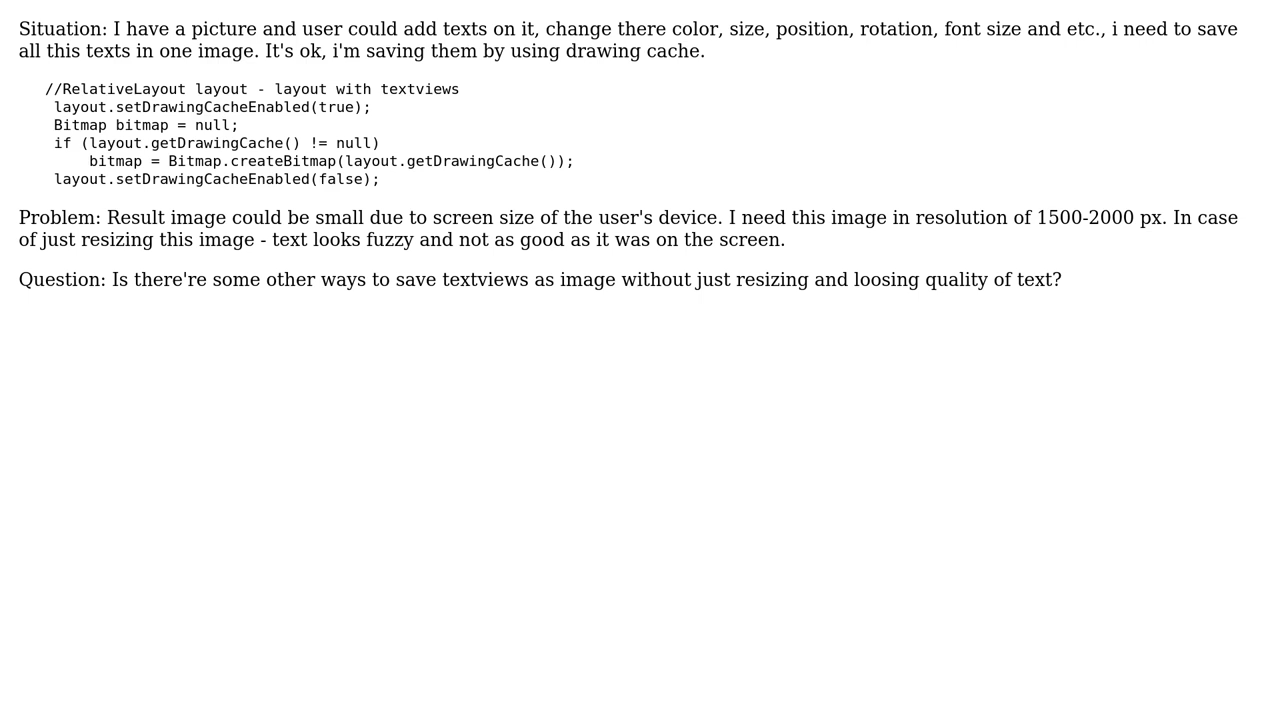 Situation: I have a picture and user could add texts on it, change there color, size, position, rotation, font size and etc., i need to save
all this texts in one image. It's ok, i'm saving them by using drawing cache.
//RelativeLayout layout - layout with textviews
layout.setDrawingCacheEnabled(true);
Bitmap bitmap = null;
if (layout.getDrawingCache() != null)
bitmap = Bitmap.createBitmap(layout.getDrawingCache());
layout.setDrawingCacheEnabled(false);
Problem: Result image could be small due to screen size of the user's device. I need this image in resolution of 1500-2000 px. In case
of just resizing this image - text looks fuzzy and not as good as it was on the screen.
Question: Is there're some other ways to save textviews as image without just resizing and loosing quality of text?